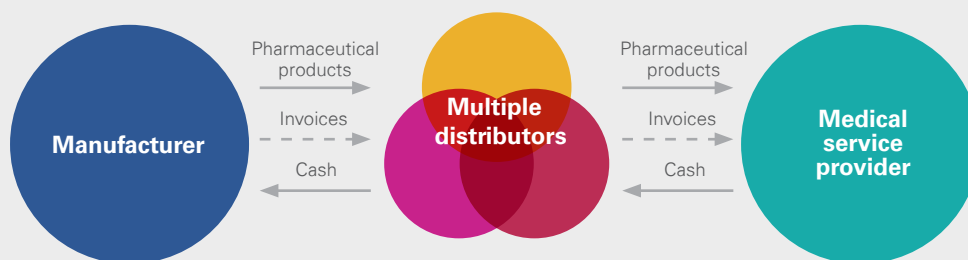 Manufacturer
Pharmaceutical
products
Invoices
Cash
Multiple
distributors
Pharmaceutical
products
Invoices
Cash
Medical
service
provider